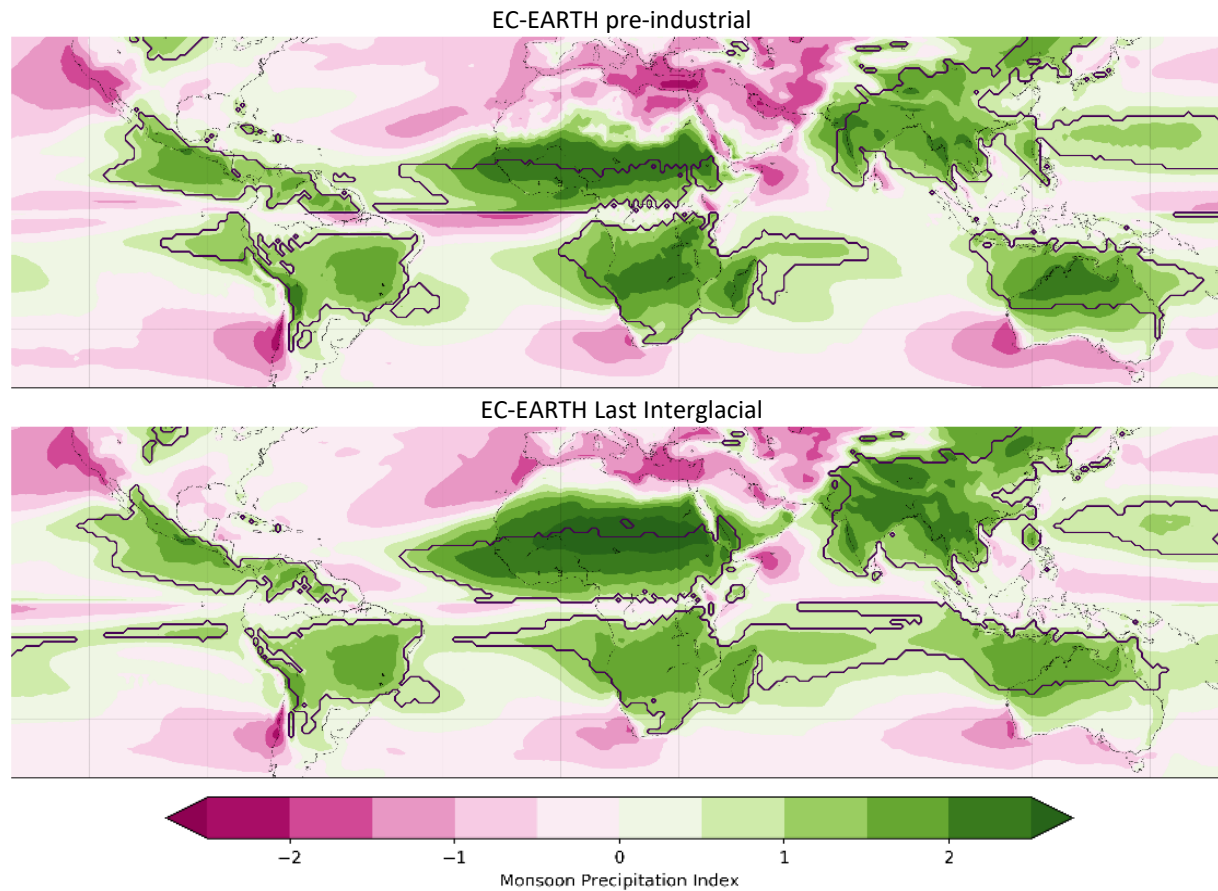 EC-EARTH pre-industrial
EC-EARTH Last Interglacial
−2 −1 0 1 2
Monsoon Precipitation Index